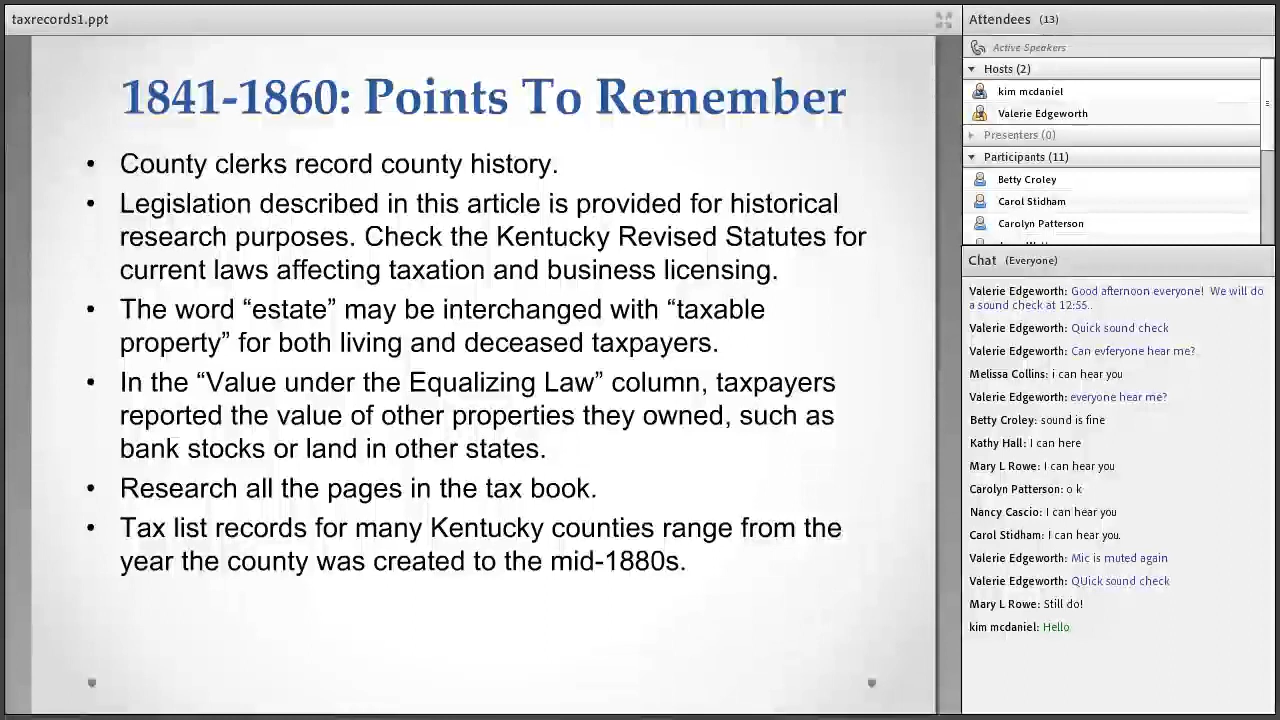 taxrecords1.ppt
1841-1860: Points To Remember
• County clerks record county history.
• Legislation described in this article is provided for historical
research purposes. Check the Kentucky Revised Statutes for
current laws affecting taxation and business licensing.
• The word “estate” may be interchanged with “taxable
property” for both living and deceased taxpayers.
• In the “Value under the Equalizing Law” column, taxpayers
reported the value of other properties they owned, such as
bank stocks or land in other states.
• Research all the pages in the tax book.
• Tax list records for many Kentucky counties range from the
year the county was created to the mid-1880s.
Attendees (13)
Active Speakers
Hosts (2)
kim mcdaniel
Valerie Edgeworth
Presenters (0)
Participants (11)
Betty Croley
Carol Stidham
Carolyn Patterson
Chat (Everyone)
Valerie Edgeworth: Good afternoon everyone! We will do
a sound check at 12:55..
Valerie Edgeworth: Quick sound check
Valerie Edgeworth: Can evferyone hear me?
Melissa Collins: i can hear you
Valerie Edgeworth: everyone hear me?
Betty Croley: sound is fine
Kathy Hall: I can here
Mary L Rowe: I can hear you
Carolyn Patterson: o k
Nancy Cascio: I can hear you
Carol Stidham: I can hear you.
Valerie Edgeworth: Mic is muted again
Valerie Edgeworth: QUick sound check
Mary L Rowe: Still do!
kim mcdaniel: Hello